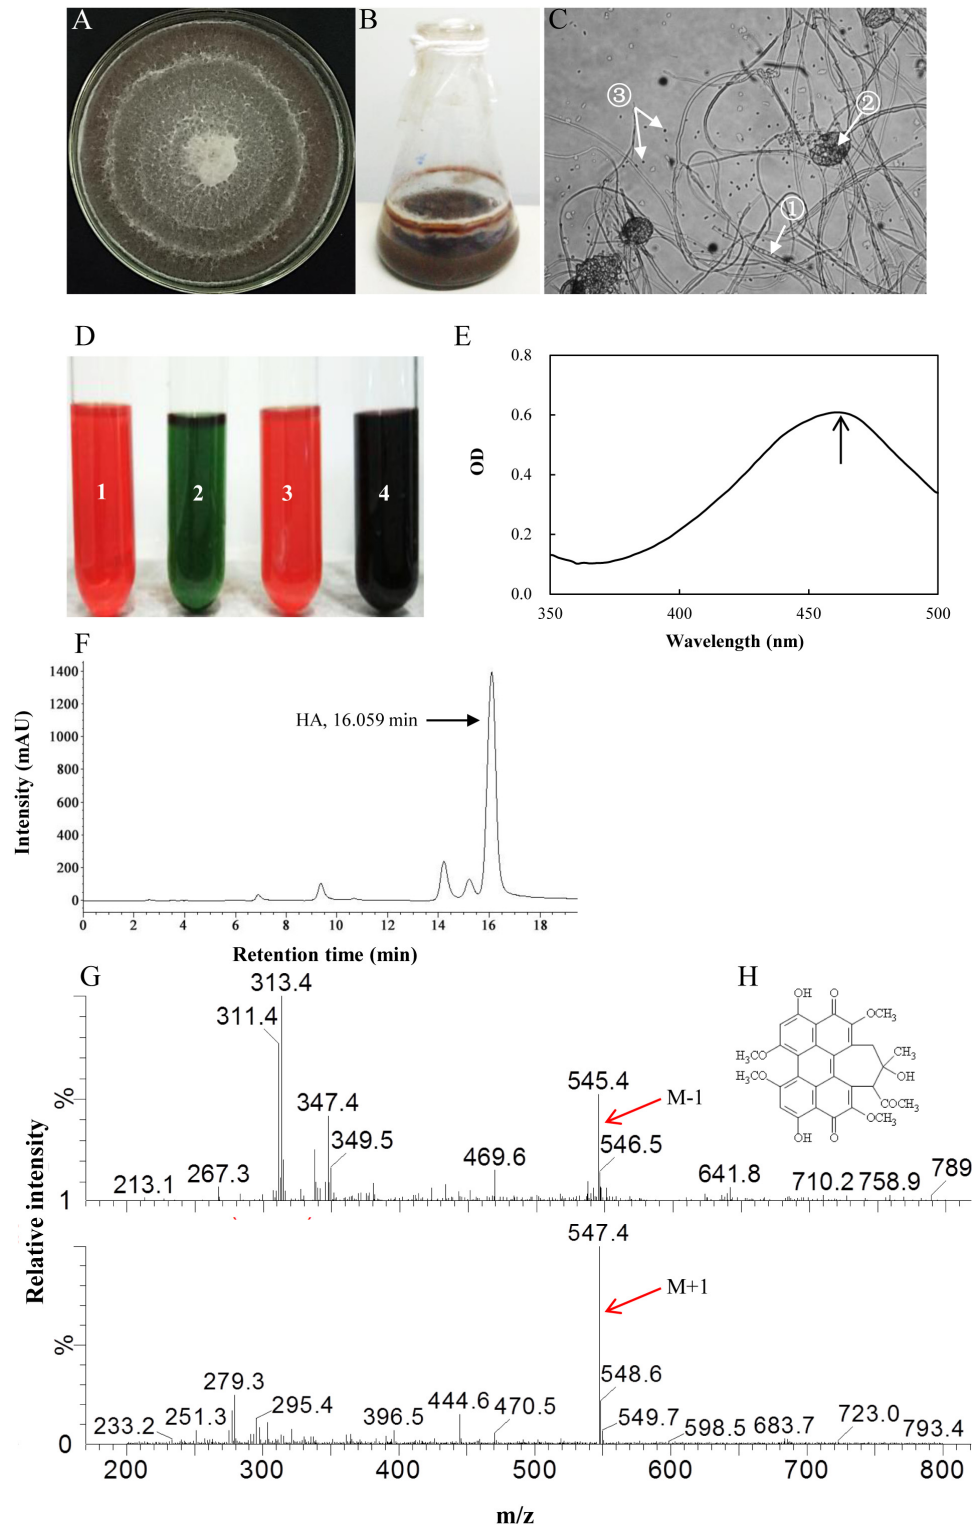 A
B
C
③
②
①
D
1
2
3
4
E
0.8
0.6
0.4
0.2
0.0
OD
350
400
450
500
Wavelength (nm)
F
1400
1200
1000
800
600
400
200
0
Intensity (mAU)
HA, 16.059 min
0
2
4
6
8
10
12
14
16
18
Retention time (min)
G
313.4
311.4
347.4
349.5
267.3
213.1
469.6
545.4
M-1
546.5
641.8
710.2
758.9
789
%
1
H
OH
O
OCH3
H3CO
CH3
OH
H3CO
COCH3
OCH3
OH
O
Relative intensity
547.4
M+1
548.6
549.7
598.5
683.7
723.0
793.4
279.3
295.4
251.3
233.2
396.5
444.6
470.5
%
0
200
300
400
500
600
700
800
m/z